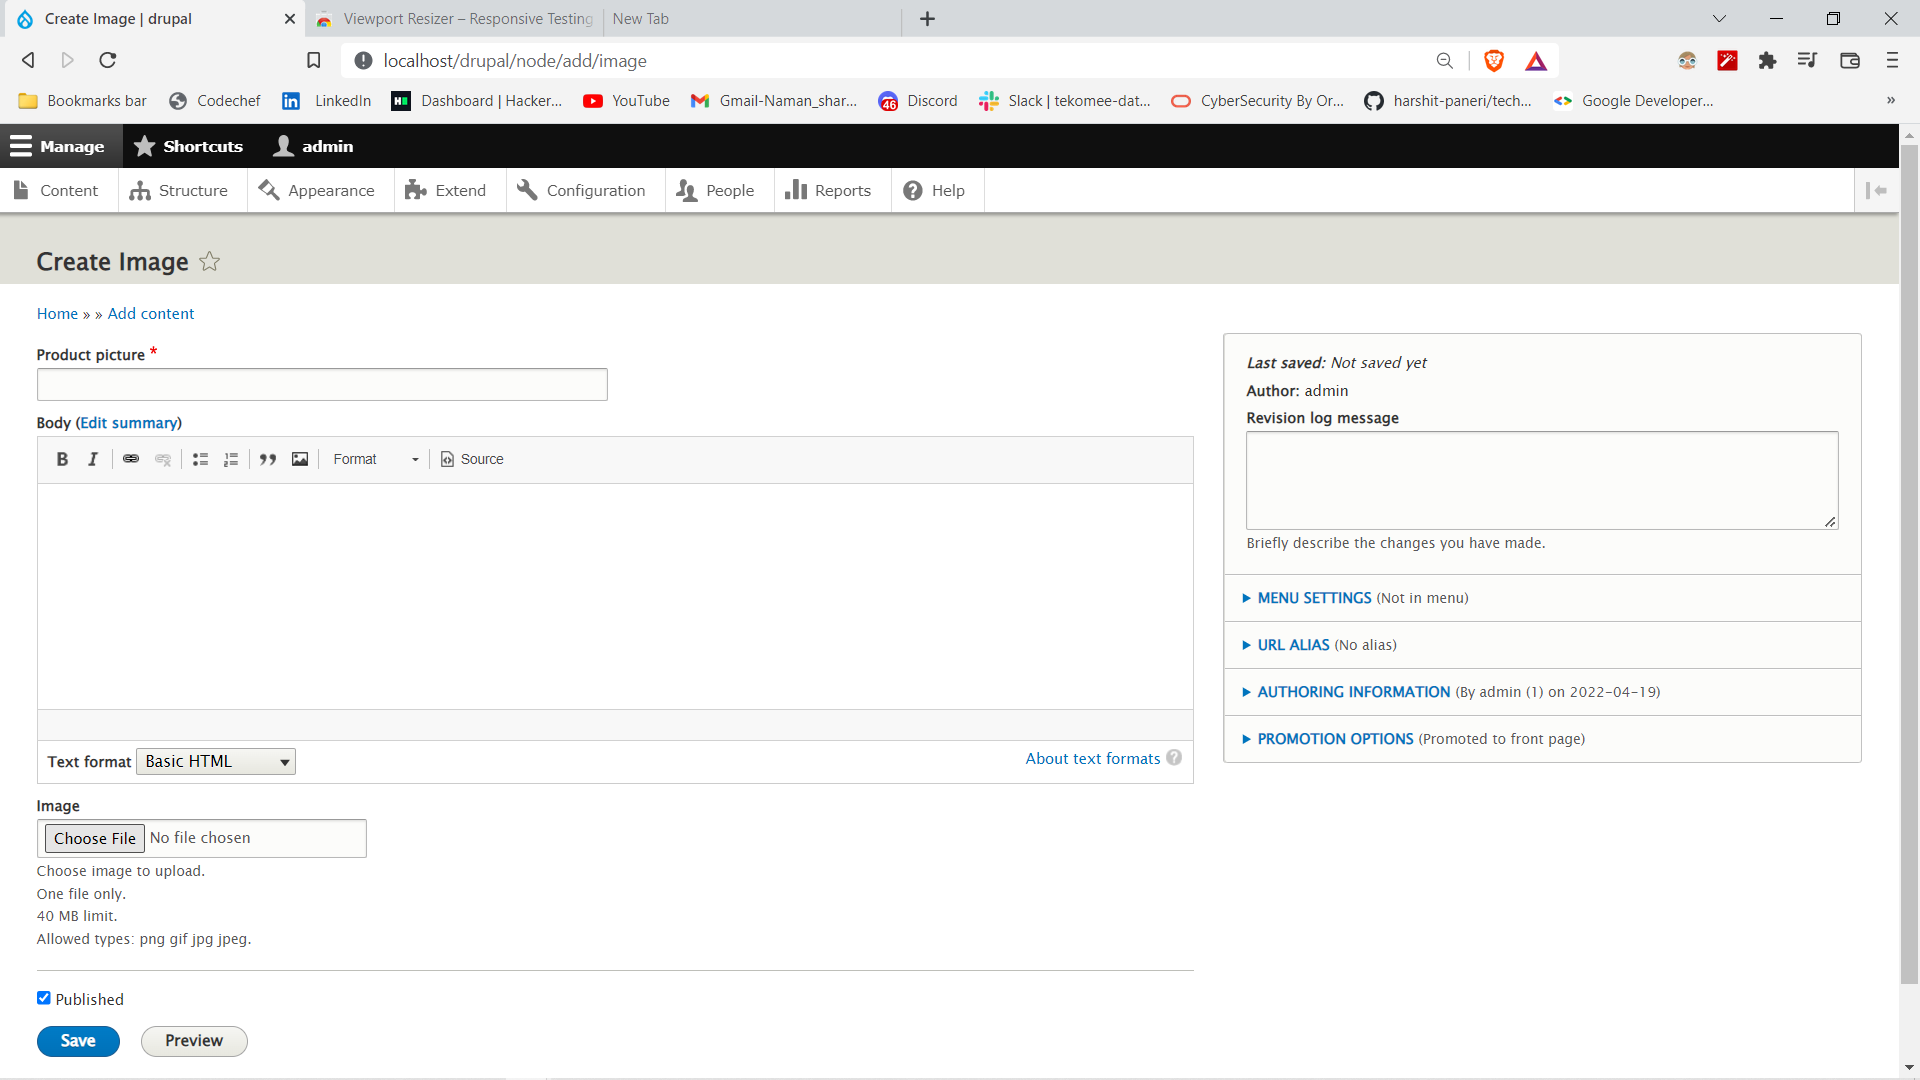 Create Image | drupal
Viewport Resizer – Responsive Testing
New Tab
localhost/drupal/node/add/image
Bookmarks bar
Codechef
LinkedIn
Dashboard | Hacker...
YouTube
Gmail-Naman_shar...
46
Discord
Slack | tekomee-dat...
CyberSecurity By Or...
harshit-paneri/tech...
Google Developer...
»
Manage
Shortcuts
admin
Content
Structure
Appearance
Extend
Configuration
People
Reports
Help
Create Image
Home » » Add content
Product picture *
Body (Edit summary)
B I Format Source
Text format Basic HTML
About text formats ?
Image
Choose File No file chosen
Choose image to upload.
One file only.
40 MB limit.
Allowed types: png gif jpg jpeg.
Published
Save
Preview
Last saved: Not saved yet
Author: admin
Revision log message
Briefly describe the changes you have made.
MENU SETTINGS (Not in menu)
URL ALIAS (No alias)
AUTHORING INFORMATION (By admin (1) on 2022-04-19)
PROMOTION OPTIONS (Promoted to front page)